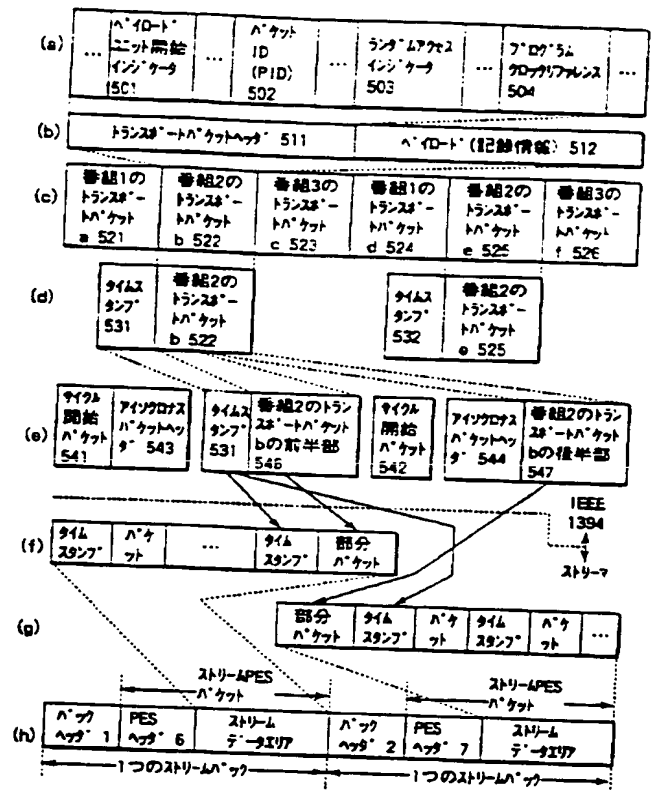 (a)
… ペイロード ユニット開始 インジケータ 501 … パケット ID (PID) 502 … ランダムアクセス インジケータ 503 … プログラム クロックリファレンス 504 …
(b)
トランスポートパケットヘッダ 511 ペイロード(記録情報) 512
(c)
番組1の トランスポー トパケット a 521
番組2の トランスポー トパケット b 522
番組3の トランスポー トパケット c 523
番組1の トランスポー トパケット d 524
番組2の トランスポー トパケット e 525
番組3の トランスポー トパケット f 526
(d)
タイムス タンプ 531
番組2の トランスポー トパケット b 522
タイムス タンプ 532
番組2の トランスポー トパケット e 525
(e)
サイクル 開始 パケット 541
アイソクロナス パケットヘッ ダ 543
タイムス タンプ 531
番組2のトラン スポートパケット bの前半部 546
サイクル 開始 パケット 542
アイソクロナス パケットヘッ ダ 544
番組2のトラン スポートパケット bの後半部 547
IEEE
1394
ストリーマ
(f)
タイム スタンプ
パケ ット
…
タイム スタンプ
部分 パケット
(g)
部分 パケット
タイム スタンプ
パケ ット
タイム スタンプ
パケ ット
…
ストリームPES パケット
ストリームPES パケット
(h)
パック ヘッダ 1
PES ヘッダ 6
ストリーム データエリア
パック ヘッダ 2
PES ヘッダ 7
ストリーム データエリア
1つのストリームパック
1つのストリームパック